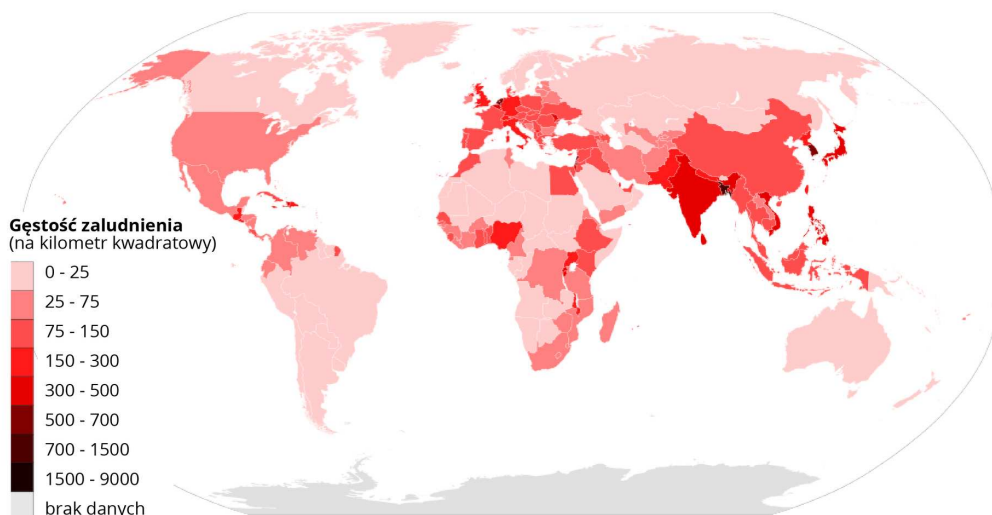 Gęstość zaludnienia
(na kilometr kwadratowy)
0 - 25
25 - 75
75 - 150
150 - 300
300 - 500
500 - 700
700 - 1500
1500 - 9000
brak danych